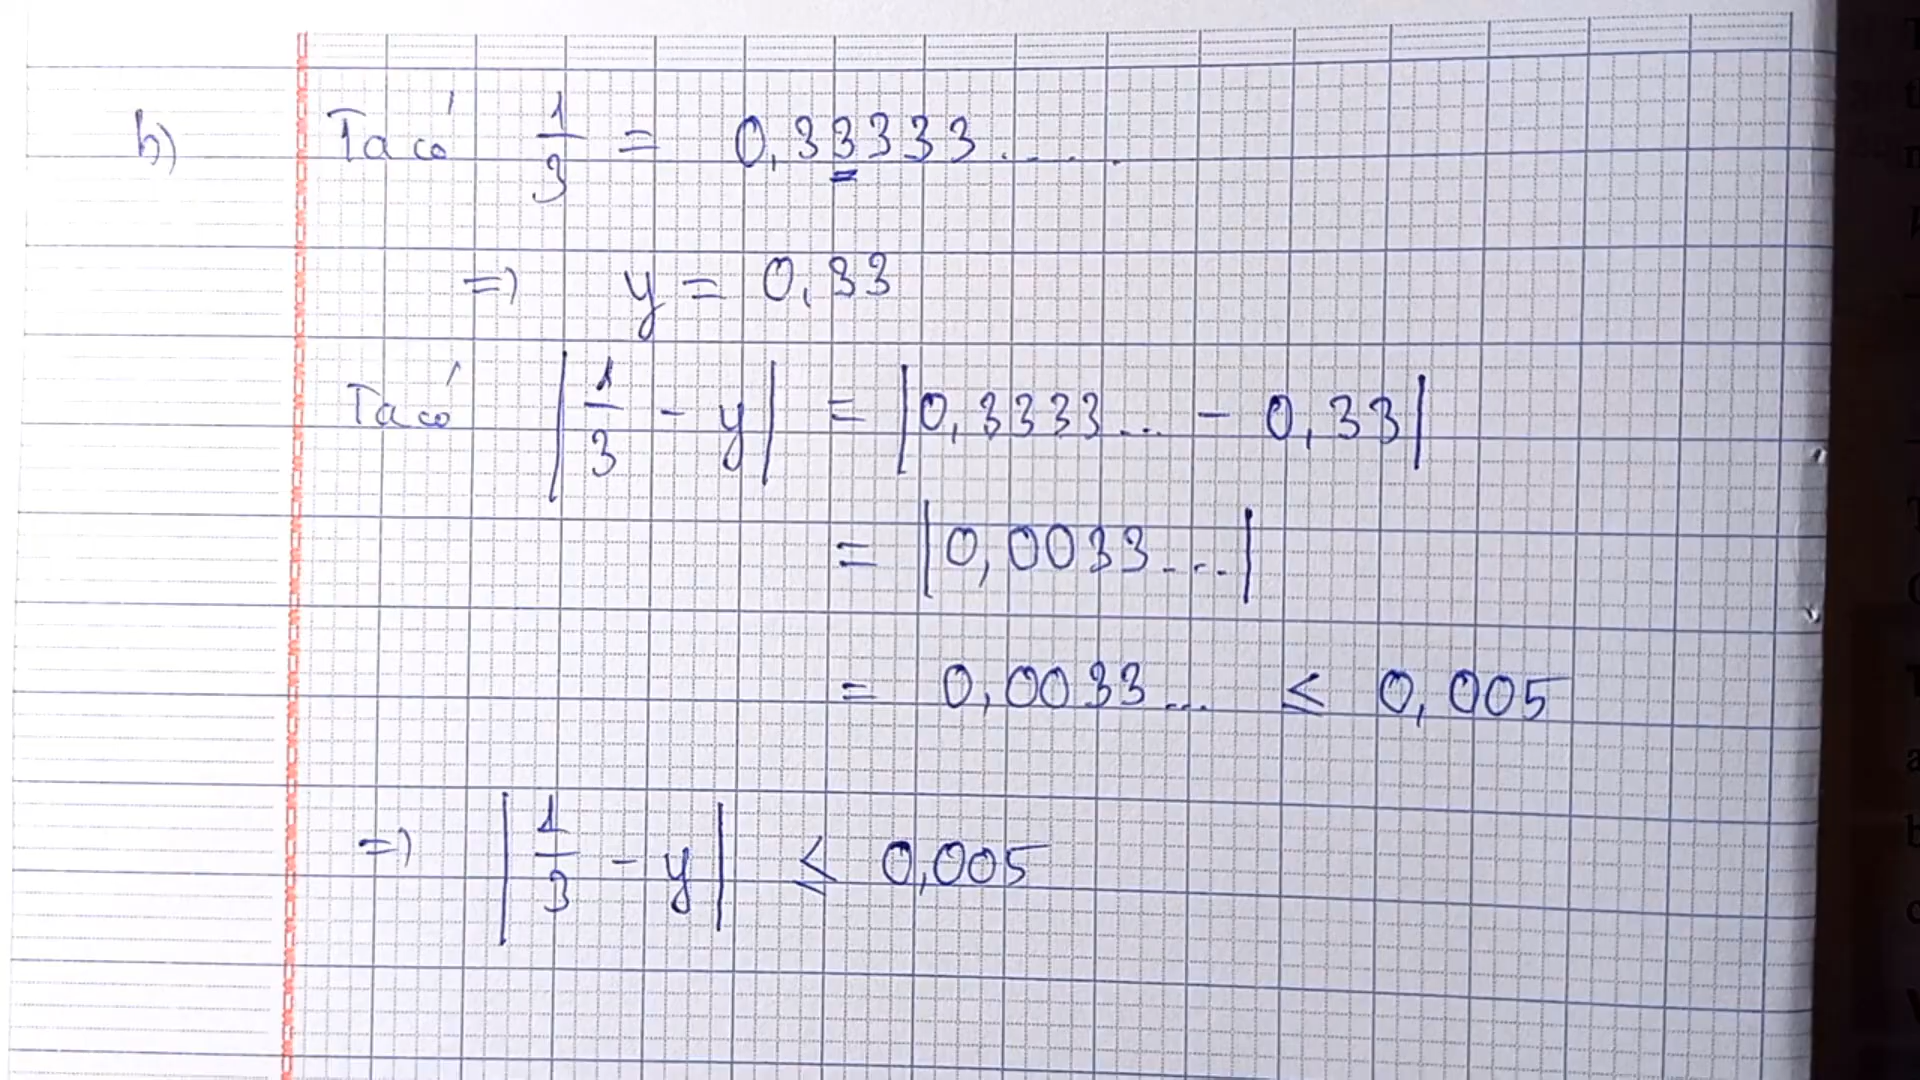 b) Ta có 1/3 = 0,33333.....
=> y = 0,33
Ta có |1/3 - y| = |0,3333... - 0,33|
= |0,0033...|
= 0,0033... ≤ 0,005
=> |1/3 - y| ≤ 0,005